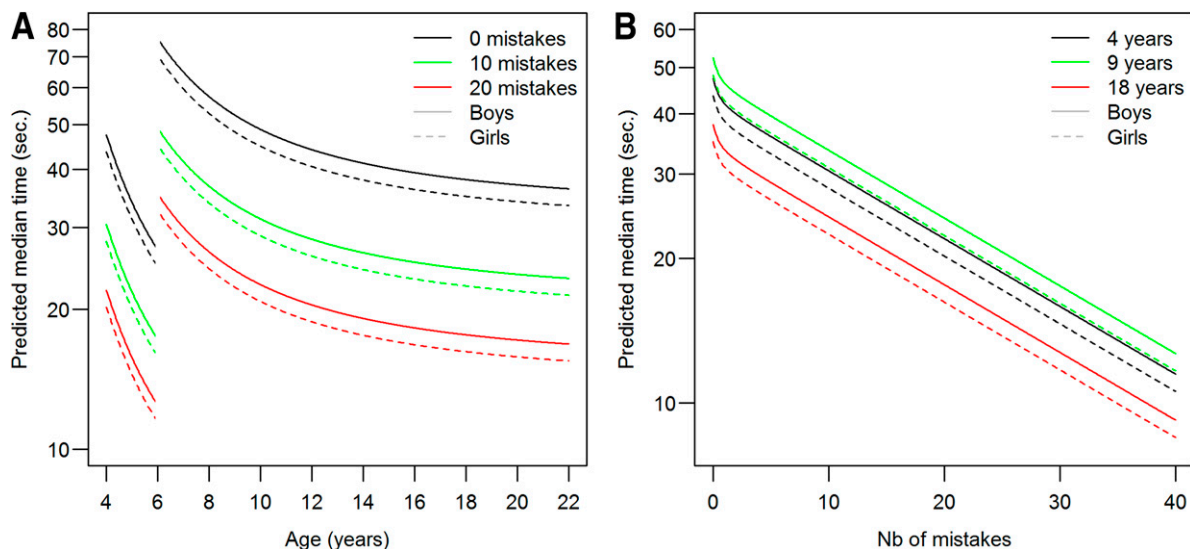 A
Predicted median time (sec.)
80
70
60
50
40
30
20
10
0 mistakes
10 mistakes
20 mistakes
Boys
Girls
4 6 8 10 12 14 16 18 20 22
Age (years)
B
Predicted median time (sec.)
60
50
40
30
20
10
4 years
9 years
18 years
Boys
Girls
0 10 20 30 40
Nb of mistakes